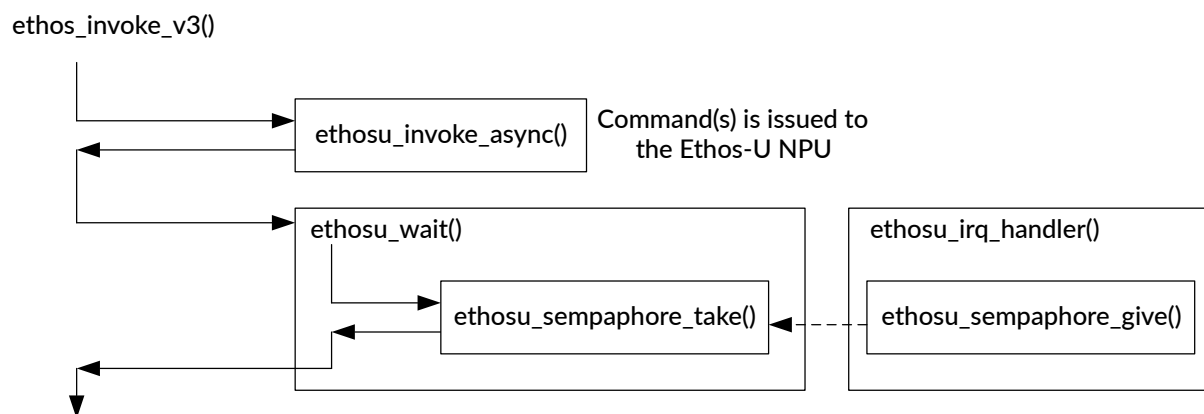 ethos_invoke_v3()
ethosu_invoke_async()
Command(s) is issued to
the Ethos-U NPU
ethosu_wait()
ethosu_irq_handler()
ethosu_sempaphore_take()
ethosu_sempaphore_give()